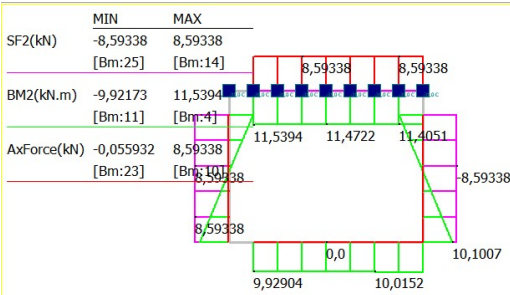 MIN MAX
SF2(kN) -8,59338 8,59338
[Bm:25] [Bm:14]
BM2(kN.m) -9,92173 11,5394
[Bm:11] [Bm:4]
AxForce(kN) -0,055932 8,59338
[Bm:23] [Bm:10]
8,59338 8,59338
11,5394 11,4722 11,4051
8,59338 -8,59338
8,59338
0,0 10,1007
9,92904 10,0152